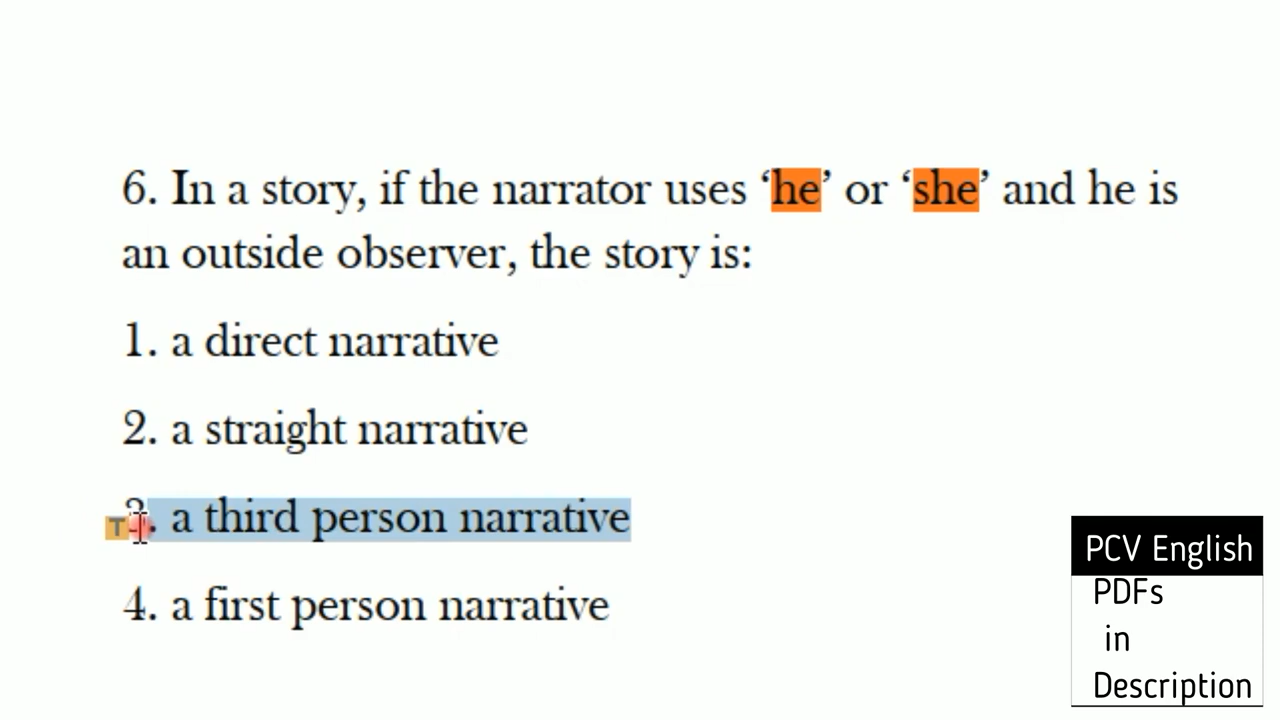 6. In a story, if the narrator uses ‘he’ or ‘she’ and he is
an outside observer, the story is:
1. a direct narrative
2. a straight narrative
3. a third person narrative
4. a first person narrative
T
PCV English
PDFs
in
Description